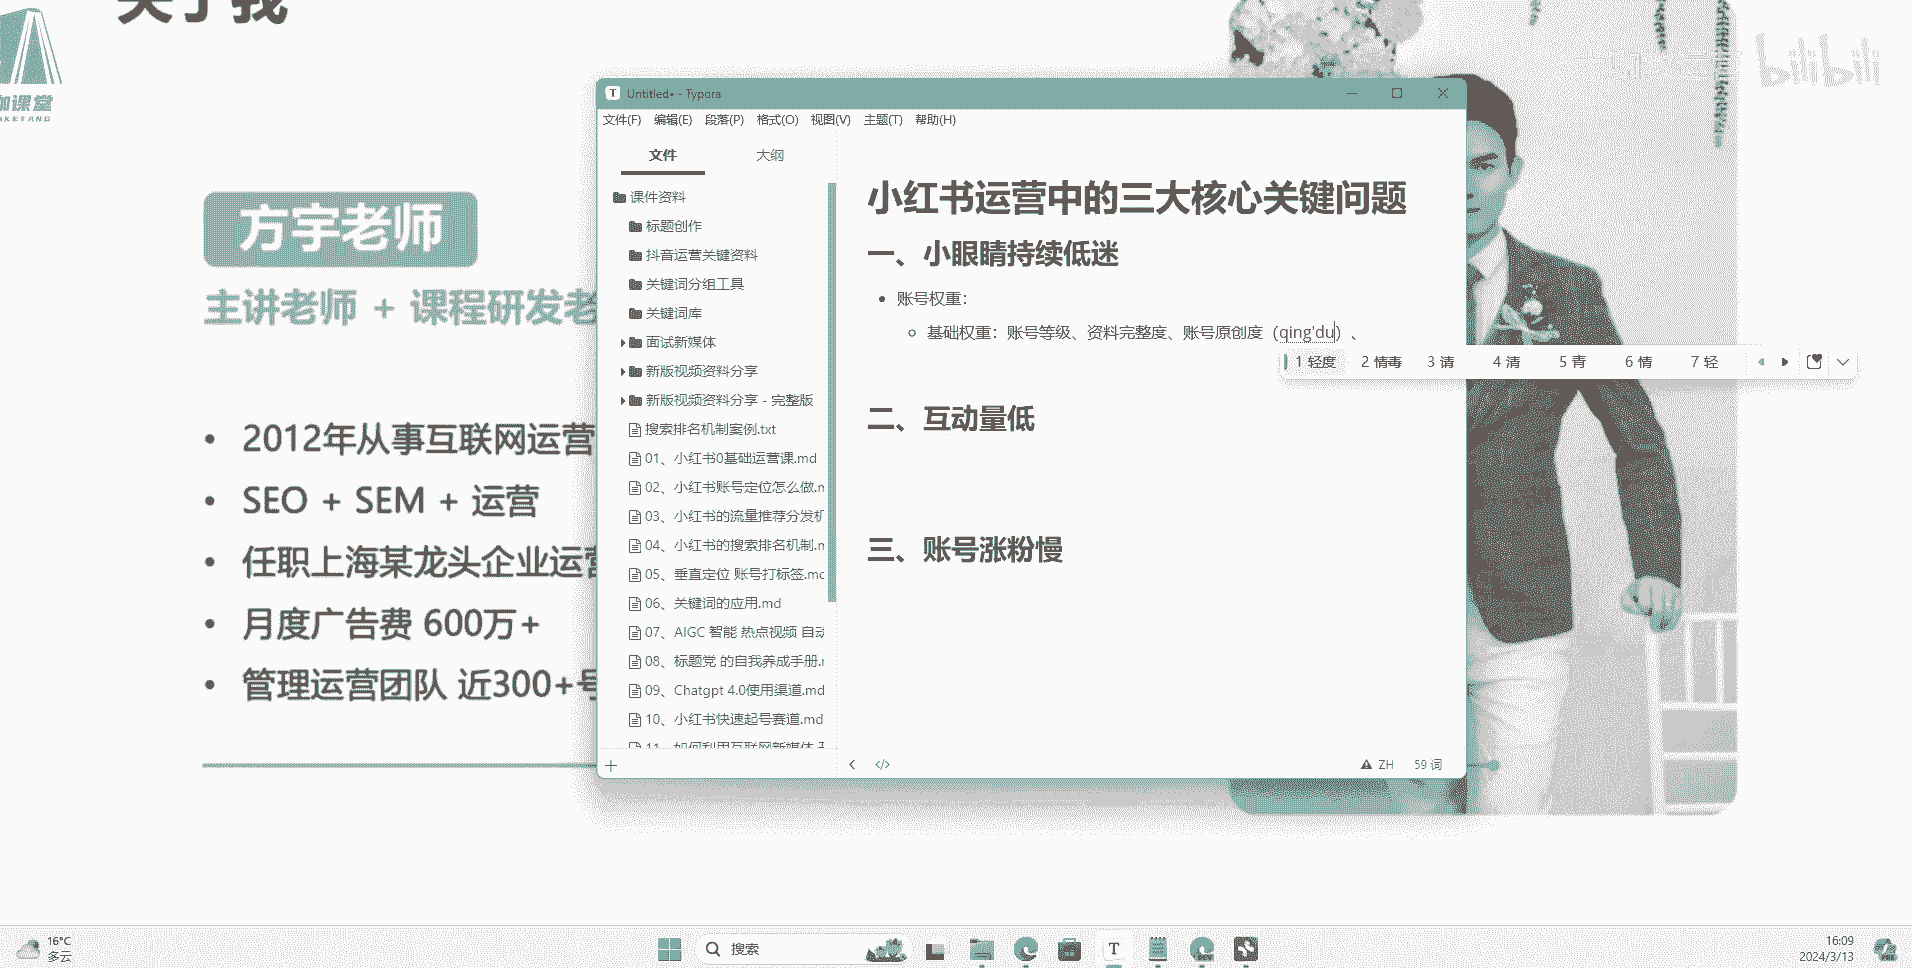 关于我
咖课堂
AKETANG
bilibili
方宇老师
主讲老师 + 课程研发老
• 2012年从事互联网运营
• SEO + SEM + 运营
• 任职上海某龙头企业运营
• 月度广告费 600万+
• 管理运营团队 近300+号
Untitled• - Typora
文件(F) 编辑(E) 段落(P) 格式(O) 视图(V) 主题(T) 帮助(H)
文件 大纲
课件资料
标题创作
抖音运营关键资料
关键词分组工具
关键词库
面试新媒体
新版视频资料分享
新版视频资料分享 - 完整版
搜索排名机制案例.txt
01、小红书0基础运营课.md
02、小红书账号定位怎么做.m
03、小红书的流量推荐分发机
04、小红书的搜索排名机制.m
05、垂直定位 账号打标签.mc
06、关键词的应用.md
07、AIGC 智能 热点视频 自动
08、标题党 的自我养成手册.r
09、Chatgpt 4.0使用渠道.md
10、小红书快速起号赛道.md
11、如何利用互联网新媒体
小红书运营中的三大核心关键问题
一、小眼睛持续低迷
• 账号权重：
基础权重：账号等级、资料完整度、账号原创度（qing'du）、
1 轻度 2 情毒 3 请 4 清 5 青 6 情 7 轻
二、互动量低
三、账号涨粉慢
ZH 59 词
16°C
多云
搜索
16:09
2024/3/13